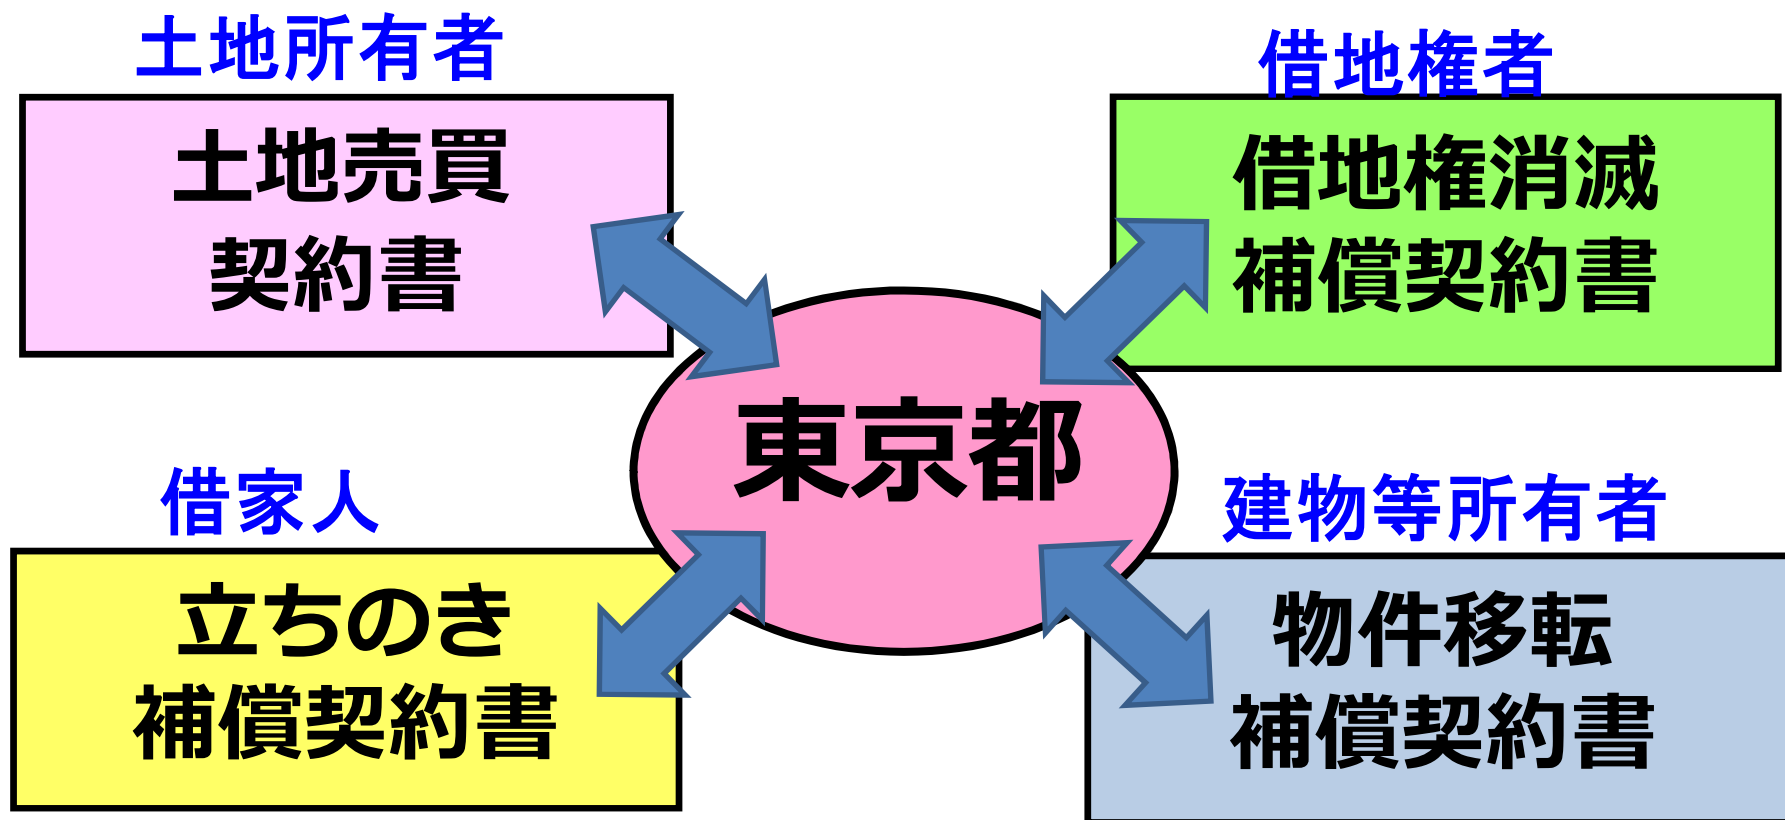 土地所有者
土地売買
契約書
借地権者
借地権消滅
補償契約書
東京都
借家人
立ちのき
補償契約書
建物等所有者
物件移転
補償契約書